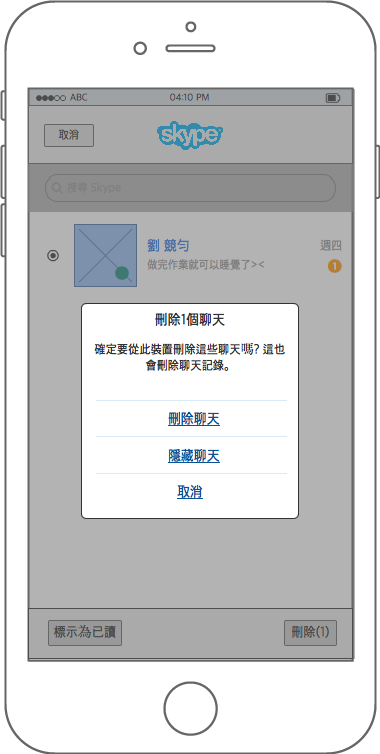 ABC 04:10 PM
取消 skype
搜尋 Skype
劉 競勻 週四
做完作業就可以睡覺了>< 1
刪除1個聊天
確定要從此裝置刪除這些聊天嗎? 這也
會刪除聊天記錄。
刪除聊天
隱藏聊天
取消
標示為已讀 刪除(1)